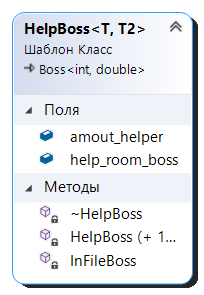 HelpBoss<T, T2>
Шаблон Класс
Boss<int, double>
Поля
amout_helper
help_room_boss
Методы
~HelpBoss
HelpBoss (+ 1...
InFileBoss